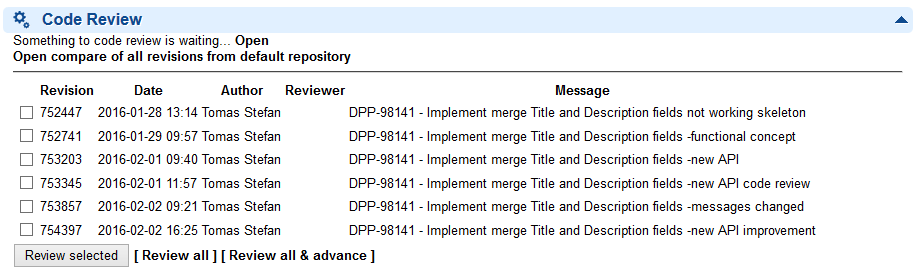 Code Review
Something to code review is waiting... Open
Open compare of all revisions from default repository
Revision Date Author Reviewer Message
752447 2016-01-28 13:14 Tomas Stefan DPP-98141 - Implement merge Title and Description fields not working skeleton
752741 2016-01-29 09:57 Tomas Stefan DPP-98141 - Implement merge Title and Description fields -functional concept
753203 2016-02-01 09:40 Tomas Stefan DPP-98141 - Implement merge Title and Description fields -new API
753345 2016-02-01 11:57 Tomas Stefan DPP-98141 - Implement merge Title and Description fields -new API code review
753857 2016-02-02 09:21 Tomas Stefan DPP-98141 - Implement merge Title and Description fields -messages changed
754397 2016-02-02 16:25 Tomas Stefan DPP-98141 - Implement merge Title and Description fields -new API improvement
Review selected [ Review all ] [ Review all & advance ]